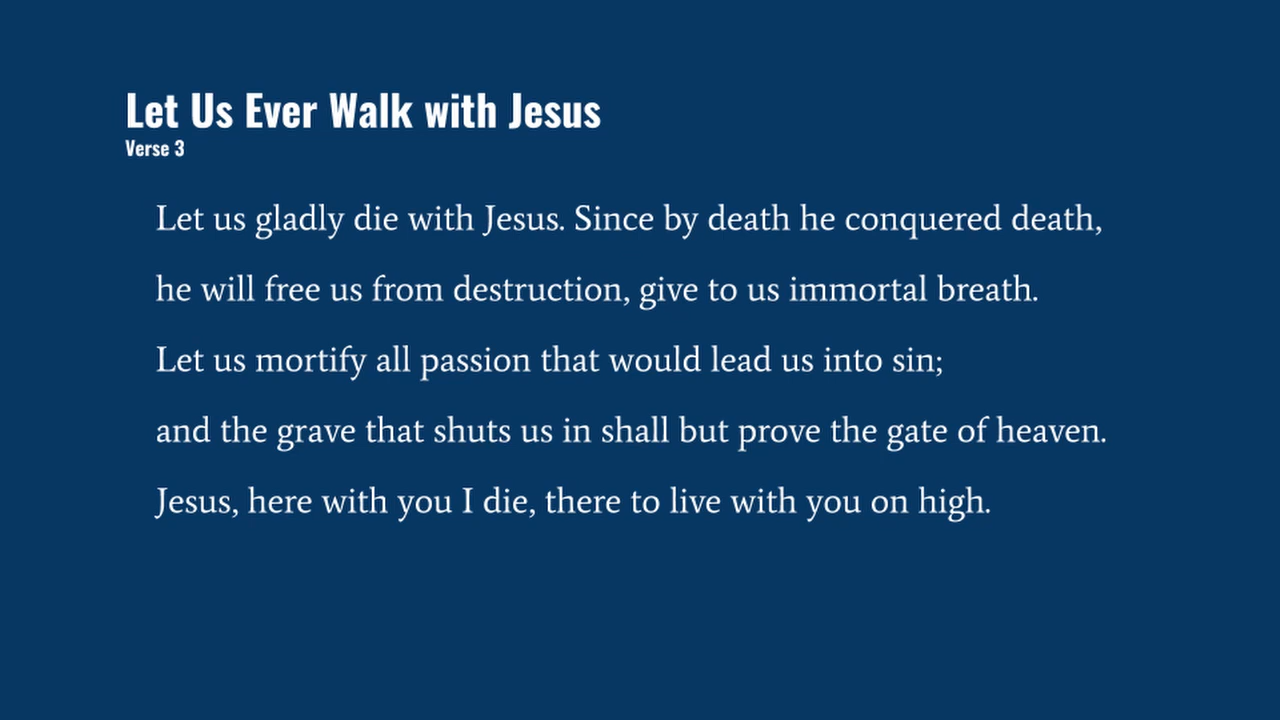 Let Us Ever Walk with Jesus
Verse 3
Let us gladly die with Jesus. Since by death he conquered death,
he will free us from destruction, give to us immortal breath.
Let us mortify all passion that would lead us into sin;
and the grave that shuts us in shall but prove the gate of heaven.
Jesus, here with you I die, there to live with you on high.